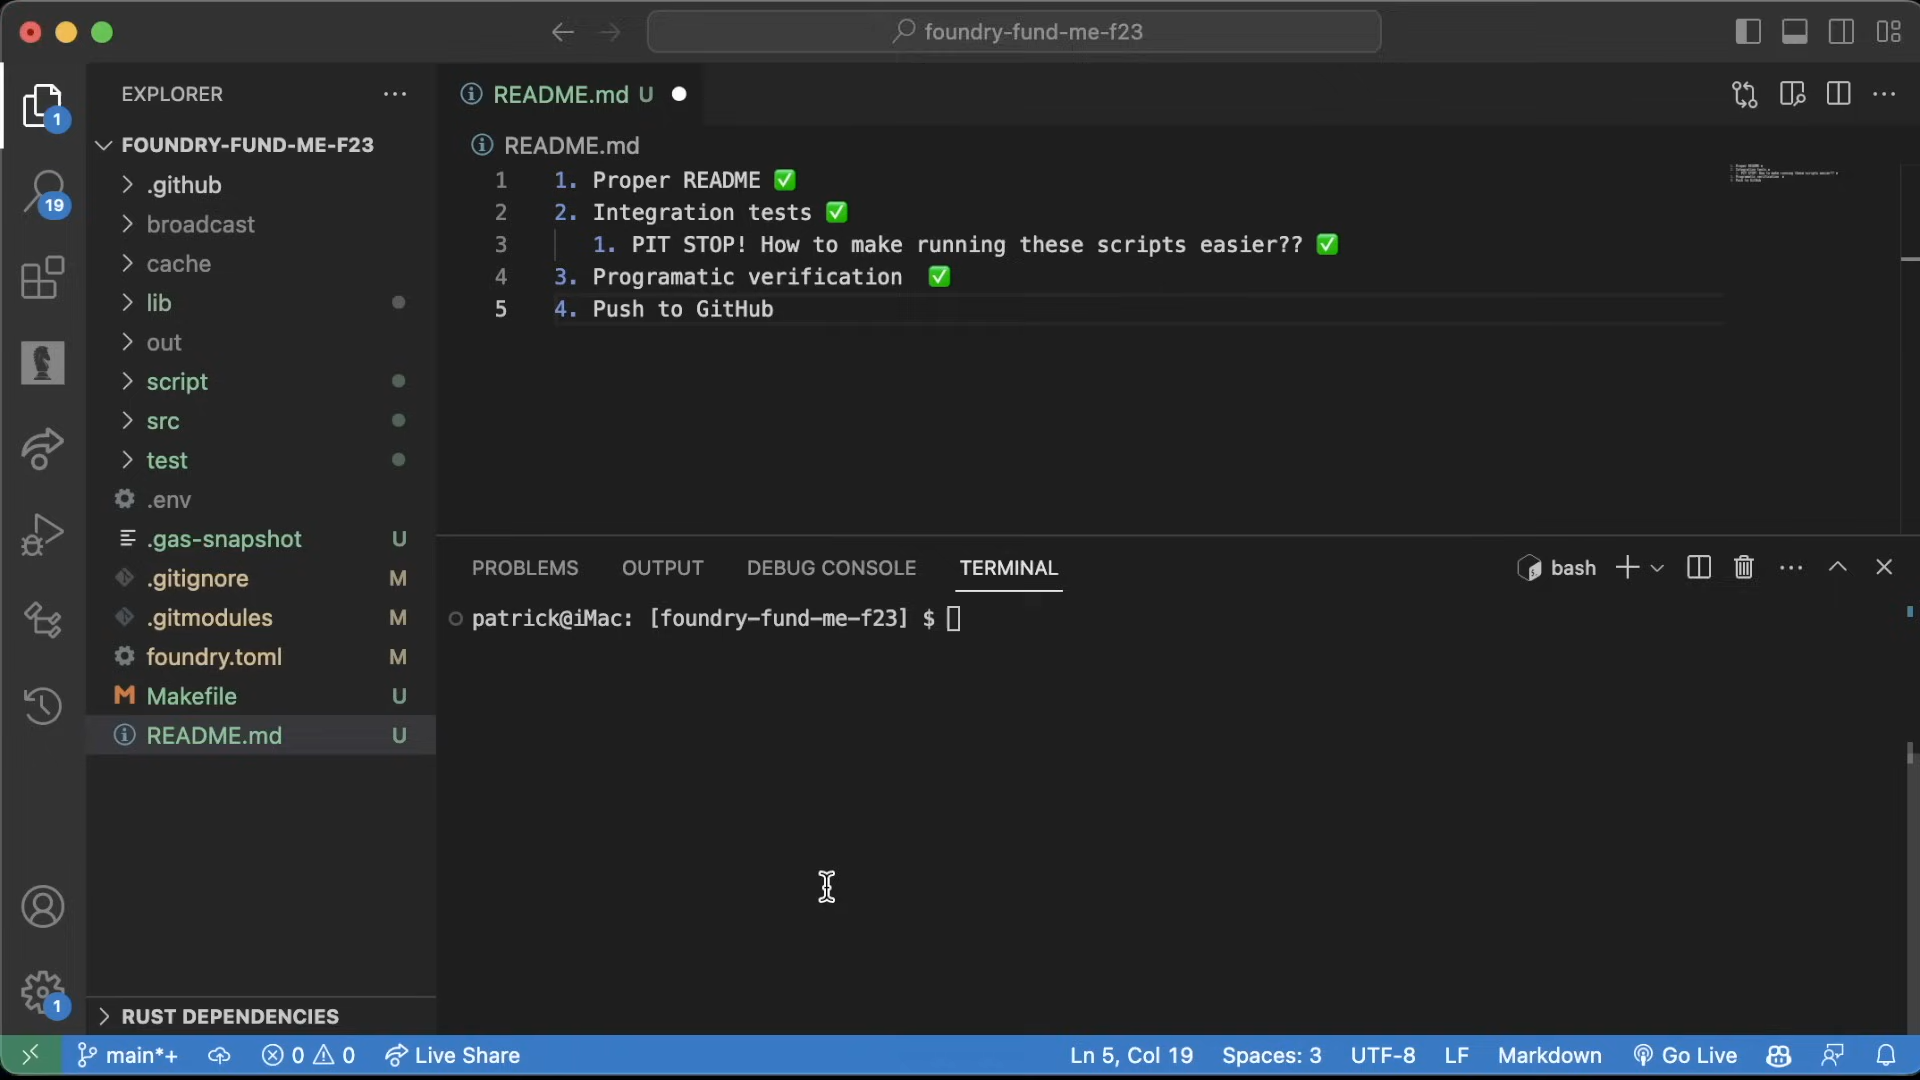 foundry-fund-me-f23
EXPLORER
1
FOUNDRY-FUND-ME-F23
.github
broadcast
19
cache
lib
out
script
src
test
.env
.gas-snapshot U
.gitignore M
.gitmodules M
foundry.toml M
Makefile U
README.md U
1
RUST DEPENDENCIES
README.md U
README.md
1 1. Proper README ✅
2 2. Integration tests ✅
3 1. PIT STOP! How to make running these scripts easier?? ✅
4 3. Programatic verification ✅
5 4. Push to GitHub
PROBLEMS OUTPUT DEBUG CONSOLE TERMINAL bash
patrick@iMac: [foundry-fund-me-f23] $
main*+ 0 0 Live Share Ln 5, Col 19 Spaces: 3 UTF-8 LF Markdown Go Live